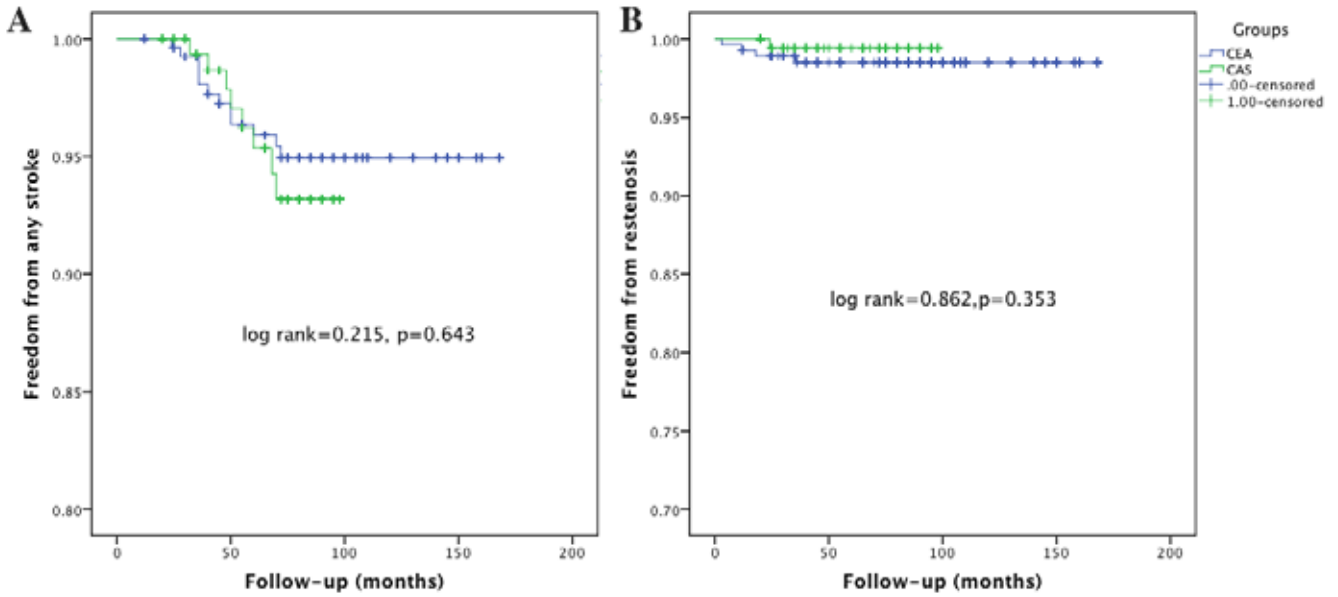 A
Freedom from any stroke
1.00
0.95
0.90
0.85
0.80
log rank=0.215, p=0.643
0
50
100
150
200
Follow-up (months)
B
Freedom from restenosis
1.00
0.95
0.90
0.85
0.80
0.75
0.70
log rank=0.862,p=0.353
0
50
100
150
200
Follow-up (months)
Groups
CEA
CAS
.00-censored
1.00-censored